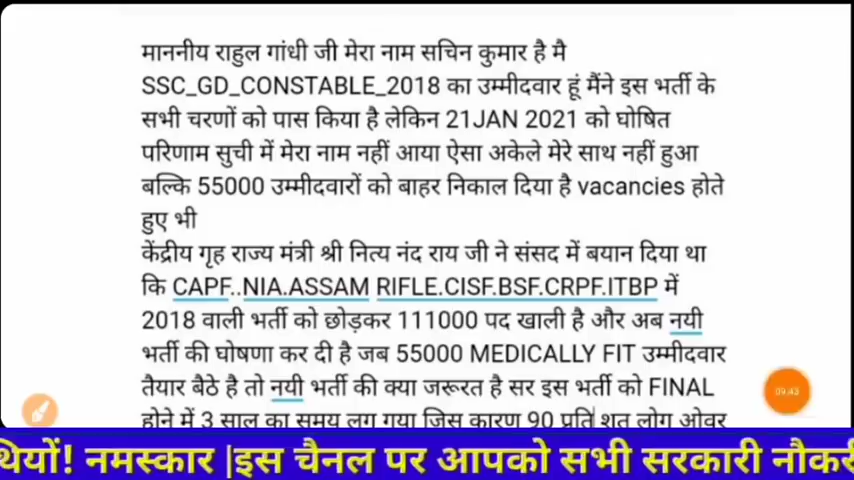 माननीय राहुल गांधी जी मेरा नाम सचिन कुमार है मै
SSC_GD_CONSTABLE_2018 का उम्मीदवार हूं मैंने इस भर्ती के
सभी चरणों को पास किया है लेकिन 21JAN 2021 को घोषित
परिणाम सुची में मेरा नाम नहीं आया ऐसा अकेले मेरे साथ नहीं हुआ
बल्कि 55000 उम्मीदवारों को बाहर निकाल दिया है vacancies होते
हुए भी
केंद्रीय गृह राज्य मंत्री श्री नित्य नंद राय जी ने संसद में बयान दिया था
कि CAPF..NIA.ASSAM RIFLE.CISF.BSF.CRPF.ITBP में
2018 वाली भर्ती को छोड़कर 111000 पद खाली है और अब नयी
भर्ती की घोषणा कर दी है जब 55000 MEDICALLY FIT उम्मीदवार
तैयार बैठे है तो नयी भर्ती की क्या जरूरत है सर इस भर्ती को FINAL
09:43
होने में 3 साल का समय लग गया जिस कारण 90 प्रति शत लोग ओवर
थियों! नमस्कार |इस चैनल पर आपको सभी सरकारी नौकरी